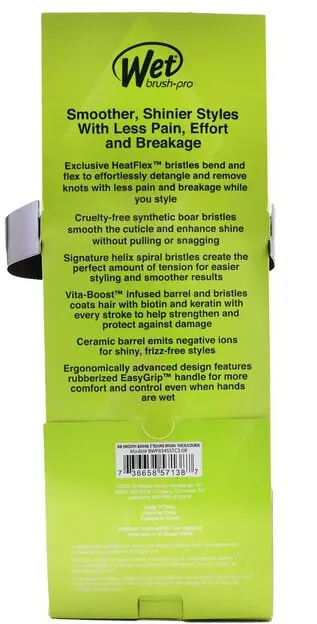 Wet
brush-pro
Smoother, Shinier Styles
With Less Pain, Effort
and Breakage
Exclusive HeatFlex™ bristles bend and
flex to effortlessly detangle and remove
knots with less pain and breakage while
you style
Cruelty-free synthetic boar bristles
smooth the cuticle and enhance shine
without pulling or snagging
Signature helix spiral bristles create the
perfect amount of tension for easier
styling and smoother results
Vita-Boost™ infused barrel and bristles
coats hair with biotin and keratin with
every stroke to help strengthen and
protect against damage
Ceramic barrel emits negative ions
for shiny, frizz-free styles
Ergonomically advanced design features
rubberized EasyGrip™ handle for more
comfort and control even when hands
are wet
7 36658 57138 7